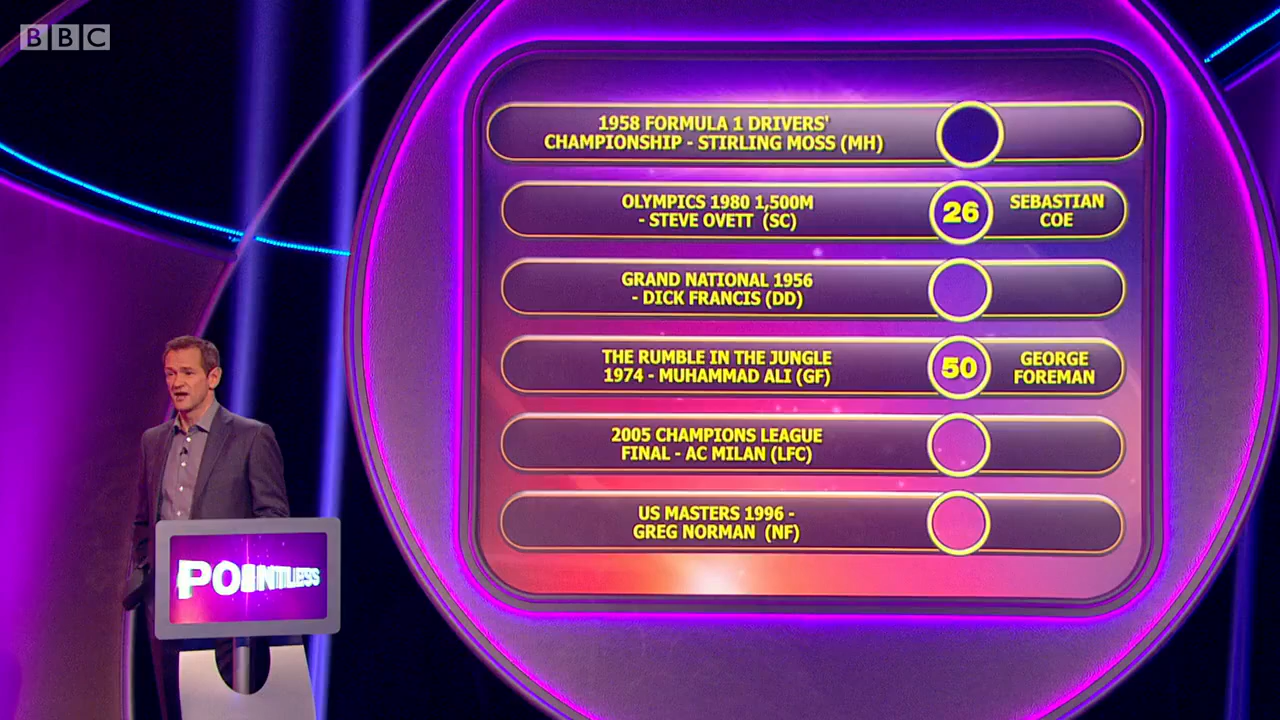 BBC
1958 FORMULA 1 DRIVERS'
CHAMPIONSHIP - STIRLING MOSS (MH)
OLYMPICS 1980 1,500M
- STEVE OVETT (SC)
26
SEBASTIAN
COE
GRAND NATIONAL 1956
- DICK FRANCIS (DD)
THE RUMBLE IN THE JUNGLE
1974 - MUHAMMAD ALI (GF)
50
GEORGE
FOREMAN
2005 CHAMPIONS LEAGUE
FINAL - AC MILAN (LFC)
US MASTERS 1996 -
GREG NORMAN (NF)
POINTLESS